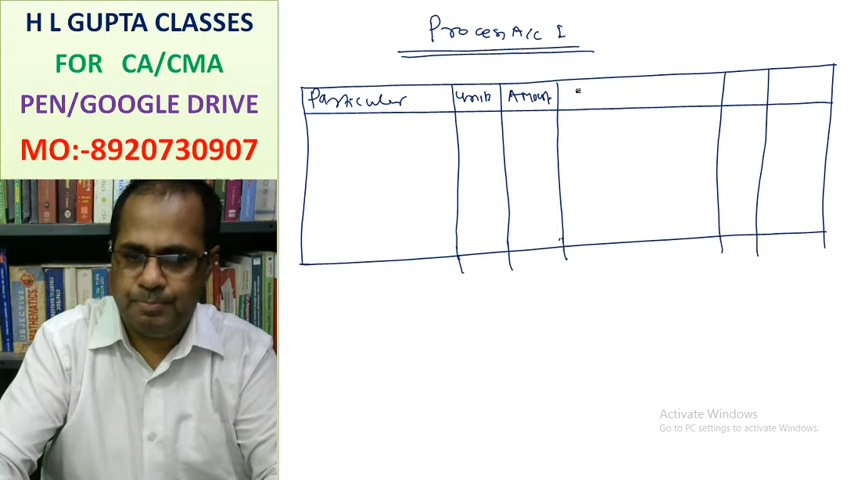 H L GUPTA CLASSES
FOR CA/CMA
PEN/GOOGLE DRIVE
MO:-8920730907
Process A/c I
Particular Units Amount
Activate Windows
Go to PC settings to activate Windows.